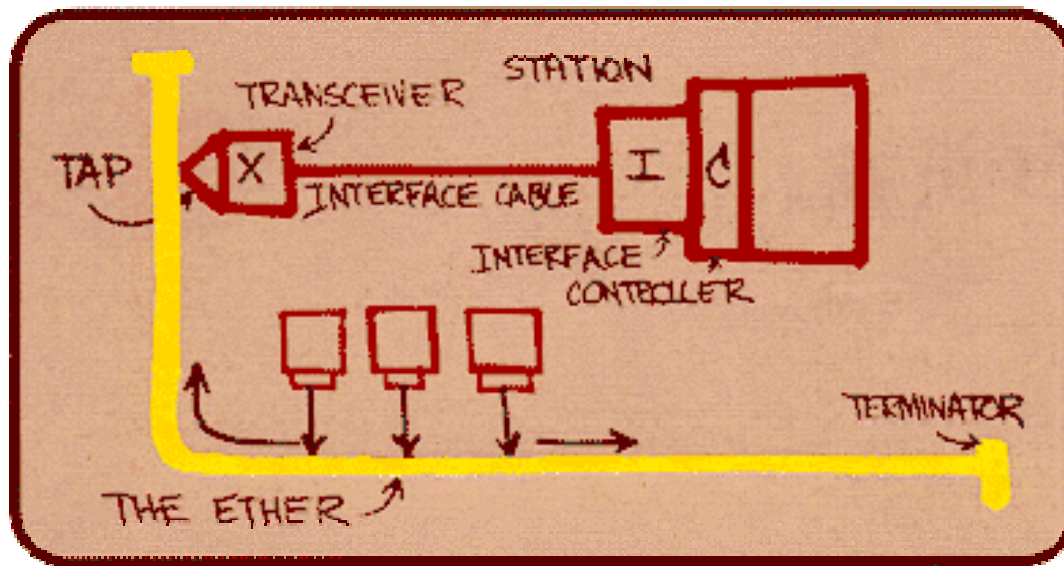 STATION
TRANSCEIVER
TAP
X
I
C
INTERFACE CABLE
INTERFACE
CONTROLLER
TERMINATOR
THE ETHER